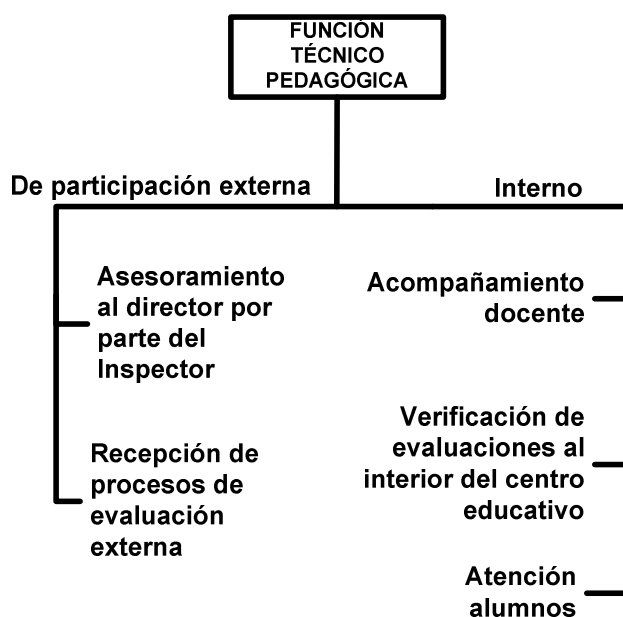 FUNCIÓN
TÉCNICO
PEDAGÓGICA
De participación externa
Interno
Asesoramiento
al director por
parte del
Inspector
Recepción de
procesos de
evaluación
externa
Acompañamiento
docente
Verificación de
evaluaciones al
interior del centro
educativo
Atención
alumnos